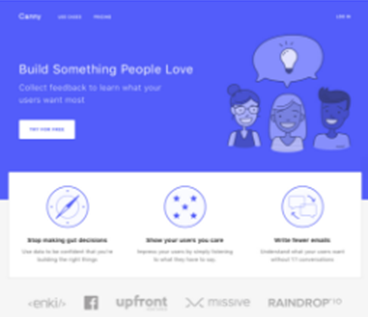 Canny
USE CASES
PRICING
LOG IN
Build Something People Love
Collect feedback to learn what your
users want most
TRY FOR FREE
Stop making gut decisions
Use data to be confident that you're
building the right things
Show your users you care
Impress your users by simply listening
to what they have to say
Write fewer emails
Understand what your users want
without 1:1 conversations
<enki/>
upfront
missive
RAINDROP.IO